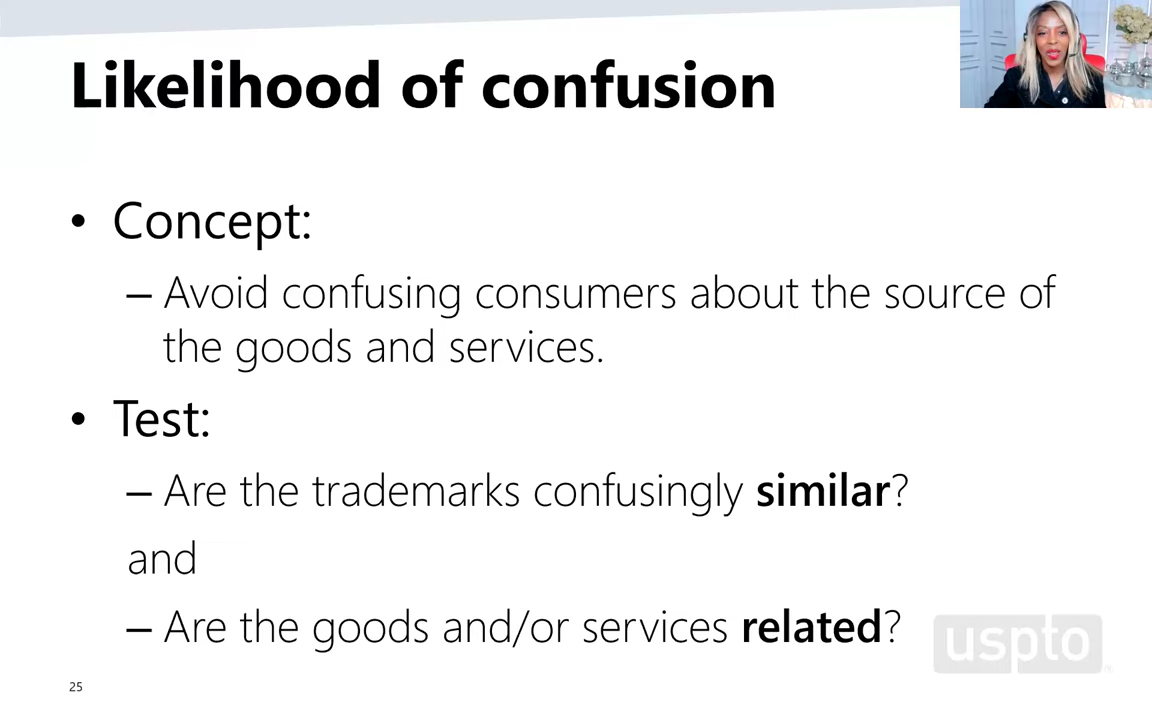 Likelihood of confusion
• Concept:
– Avoid confusing consumers about the source of
the goods and services.
• Test:
– Are the trademarks confusingly similar?
and
– Are the goods and/or services related?
uspto®
25